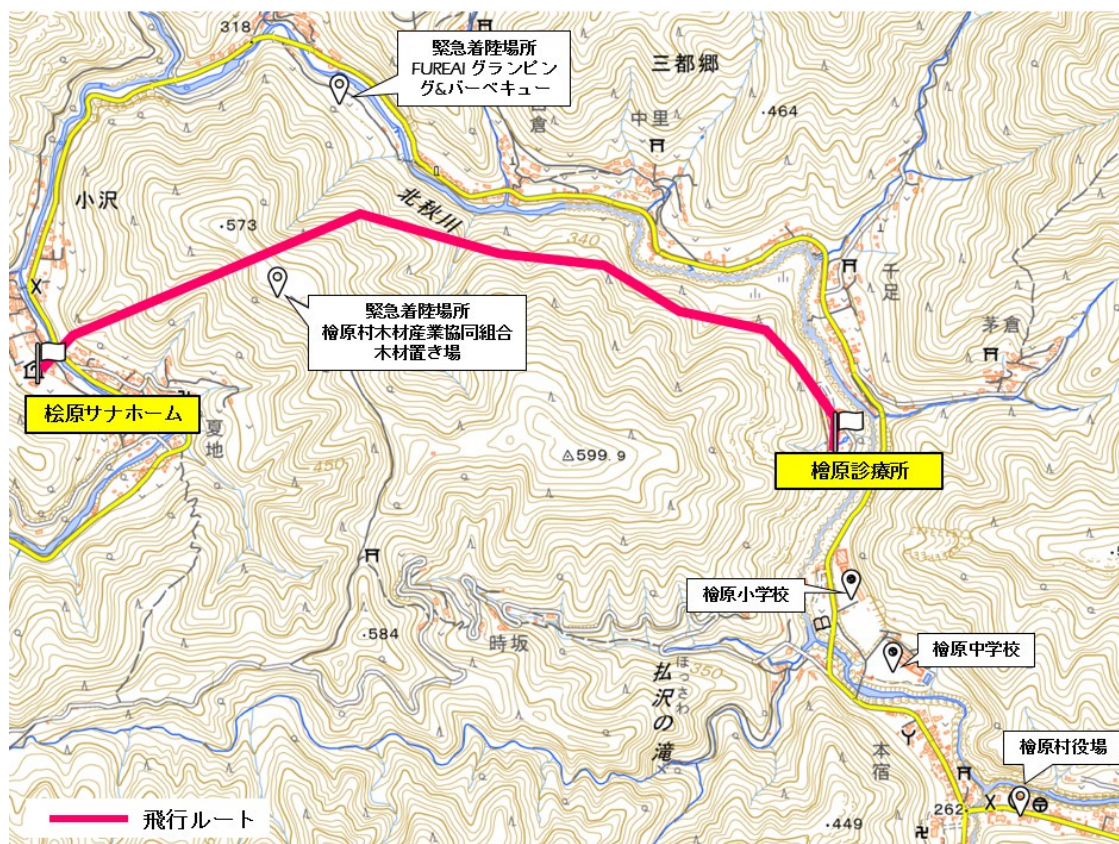 318
緊急着陸場所
FUREAI グランピン
グ&バーベキュー
三都郷
・464
中里
倉
小沢
・573
北秋川
340
千足
緊急着陸場所
檜原村木材産業協同組合
木材置き場
茅倉
桧原サナホーム
夏地
450
599.9
檜原診療所
檜原小学校
・584
時坂
檜原中学校
ほっさわ
払沢の滝
350
本宿
檜原村役場
262
・449
飛行ルート